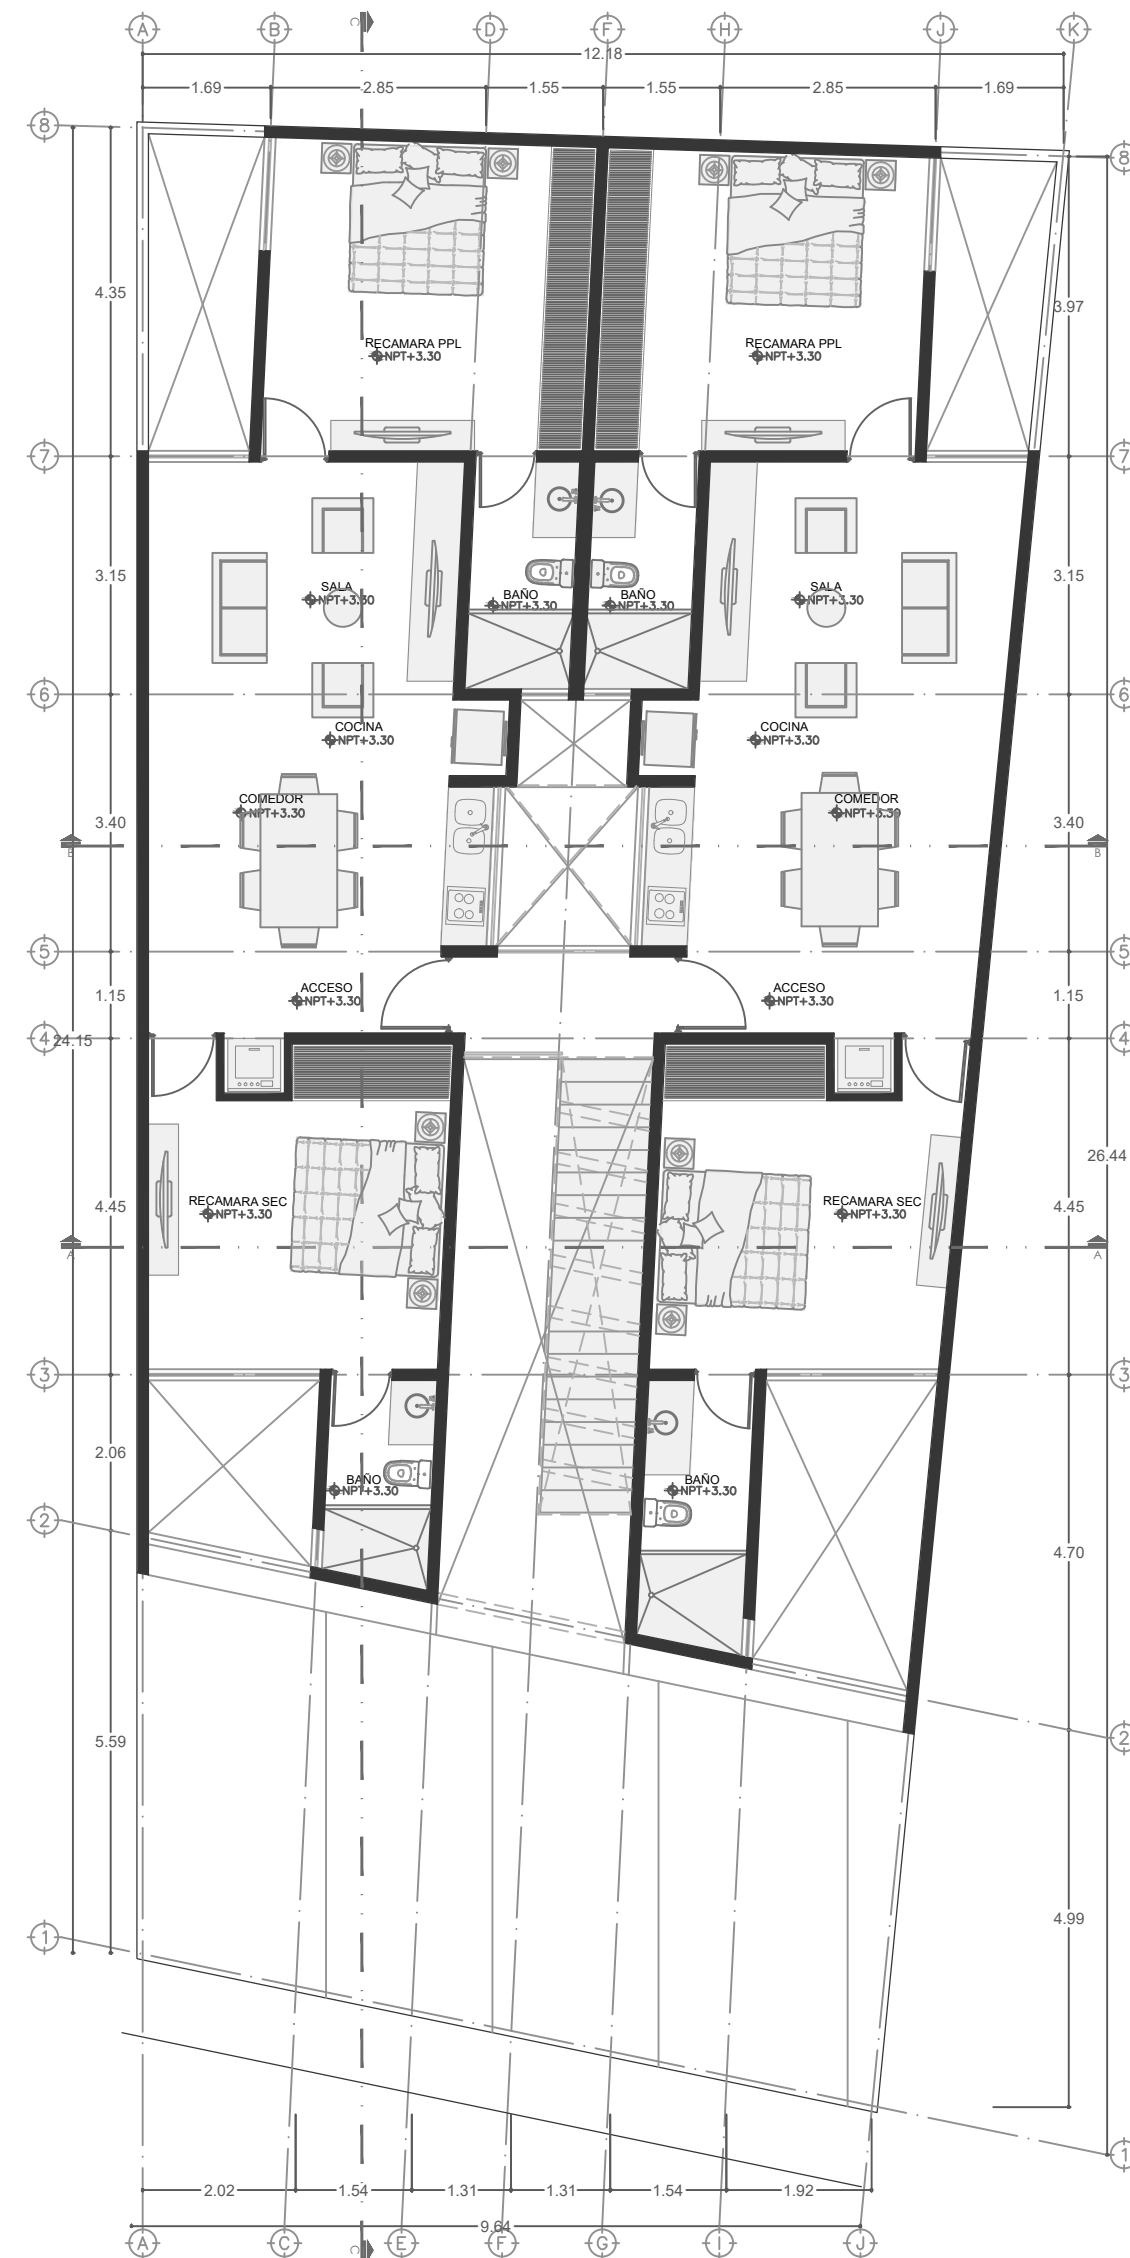 A B C D F H J K
12.18
1.69 2.85 1.55 1.55 2.85 1.69
8 8
4.35 3.97
RECAMARA PPL RECAMARA PPL
NPT+3.30 NPT+3.30
7 7
3.15 3.15
SALA BAÑO BAÑO SALA
NPT+3.30 NPT+3.30 NPT+3.30 NPT+3.30
6 6
COCINA COCINA
NPT+3.30 NPT+3.30
COMEDOR COMEDOR
NPT+3.30 NPT+3.30
3.40 3.40
B B
5 5
ACCESO ACCESO
1.15 NPT+3.30 NPT+3.30 1.15
4 24.15 4
26.44
RECAMARA SEC RECAMARA SEC
4.45 NPT+3.30 NPT+3.30 4.45
A A
3 3
2.06
BAÑO BAÑO
NPT+3.30 NPT+3.30
2
4.70
5.59 2
4.99
1
1
2.02 1.54 1.31 1.31 1.54 1.92
9.64
A C E F G I J
C